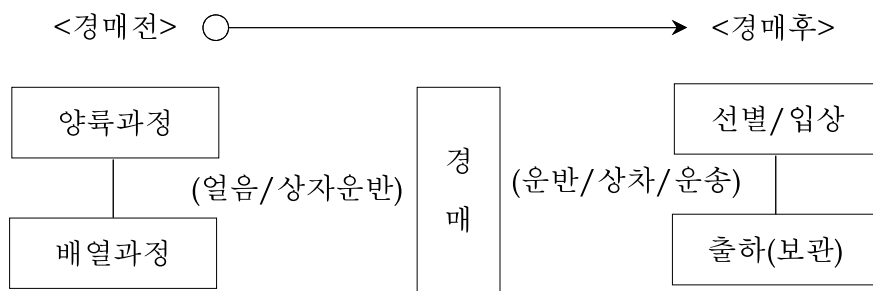 <경매전> <경매후>
양륙과정
선별/입상
(얼음/상자운반)
경매
(운반/상차/운송)
배열과정
출하(보관)